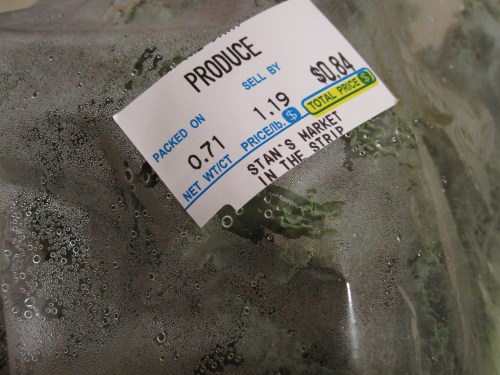 PRODUCE
PACKED ON SELL BY
0.71 1.19 $0.84
NET WT/CT PRICE/lb. $ TOTAL PRICE $
STAN'S MARKET
IN THE STRIP